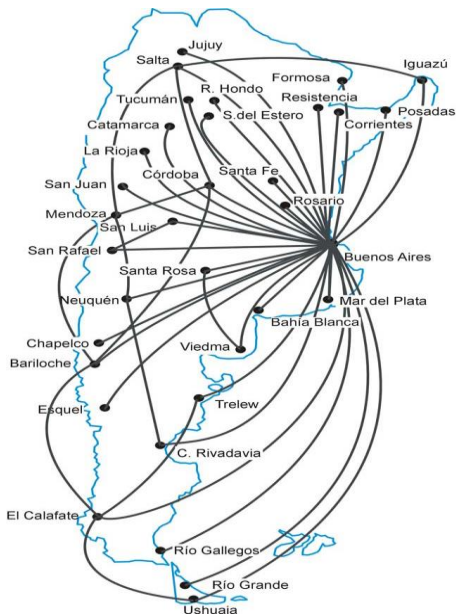 Jujuy
Salta
Iguazú
Formosa
R. Hondo
Tucumán
Resistencia
Posadas
S.del Estero
Corrientes
Catamarca
La Rioja
Santa Fe
Córdoba
San Juan
Rosario
Mendoza
San Luis
San Rafael
Buenos Aires
Santa Rosa
Neuquén
Mar del Plata
Bahía Blanca
Chapelco
Viedma
Bariloche
Esquel
Trelew
C. Rivadavia
El Calafate
Río Gallegos
Río Grande
Ushuaia